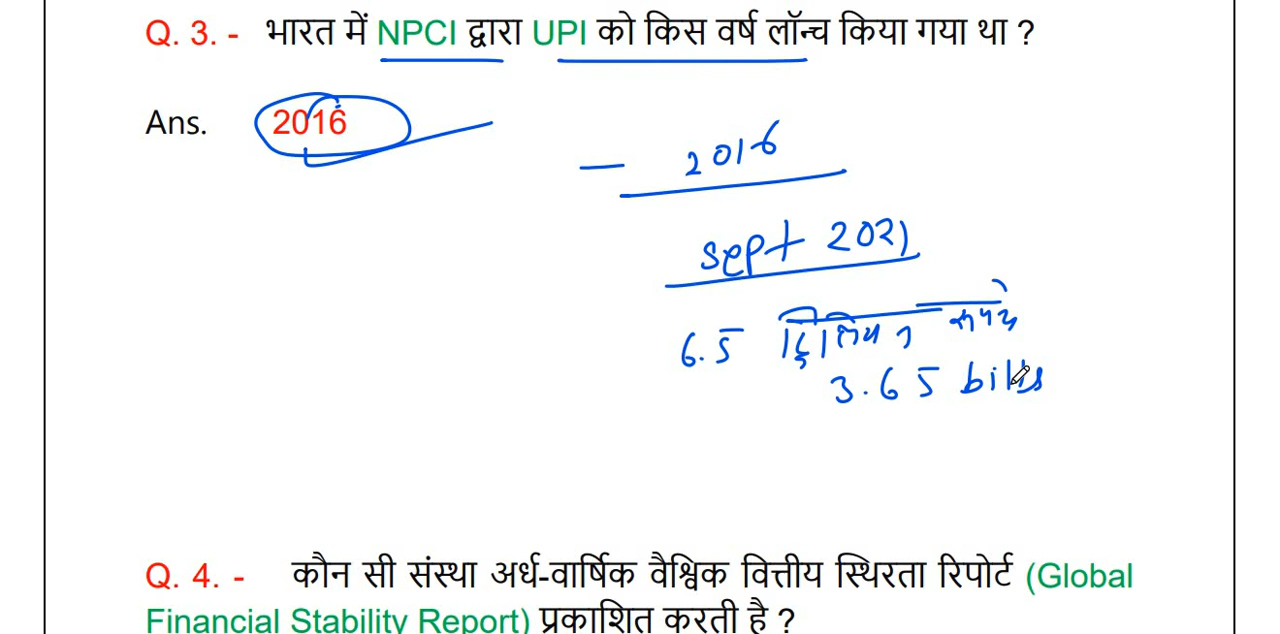 Q. 3. - भारत में NPCI द्वारा UPI को किस वर्ष लॉन्च किया गया था ?
Ans. 2016
2016
Sept 2021
6.5 ट्रिलियन रुपये
3.65 bill
Q. 4. - कौन सी संस्था अर्ध-वार्षिक वैश्विक वित्तीय स्थिरता रिपोर्ट (Global
Financial Stability Report) प्रकाशित करती है ?